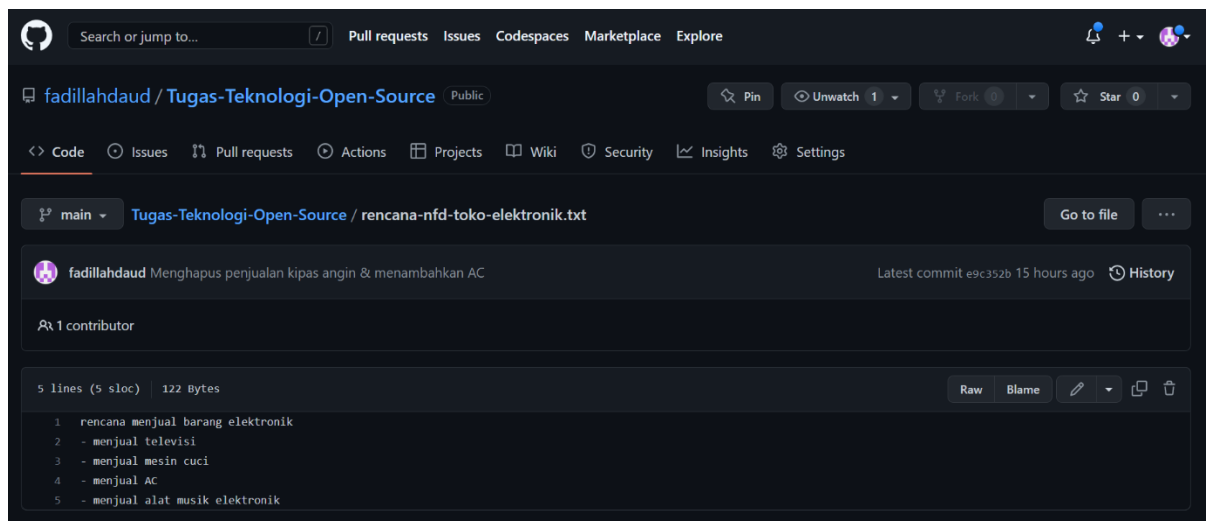 Search or jump to... / Pull requests Issues Codespaces Marketplace Explore
fadillahdaud / Tugas-Teknologi-Open-Source Public Pin Unwatch 1 Fork 0 Star 0
Code Issues Pull requests Actions Projects Wiki Security Insights Settings
main Tugas-Teknologi-Open-Source / rencana-nfd-toko-elektronik.txt Go to file ...
fadillahdaud Menghapus penjualan kipas angin & menambahkan AC Latest commit e9c352b 15 hours ago History
1 contributor
5 lines (5 sloc) 122 Bytes Raw Blame
1 rencana menjual barang elektronik
2 - menjual televisi
3 - menjual mesin cuci
4 - menjual AC
5 - menjual alat musik elektronik